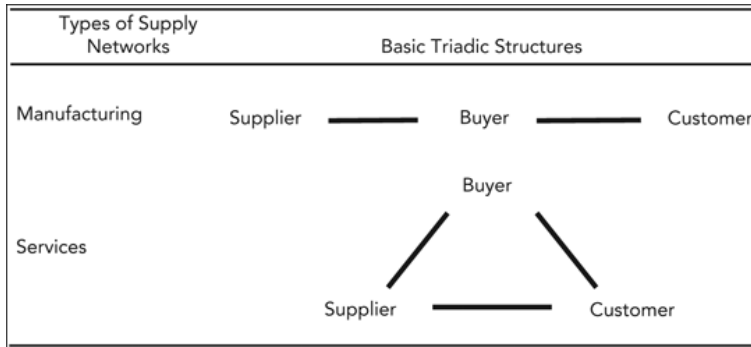 Types of Supply
Networks
Basic Triadic Structures
Manufacturing
Supplier
Buyer
Customer
Buyer
Services
Supplier
Customer